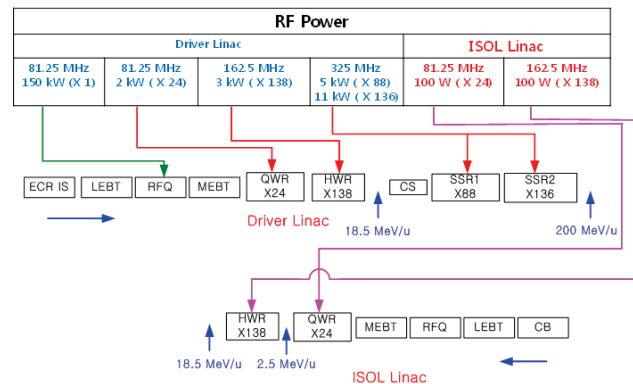 RF Power
Driver Linac
ISOL Linac
81.25 MHz 81.25 MHz 162.5 MHz 325 MHz 81.25 MHz 162.5 MHz
150 kW (X 1) 2 kW ( X 24) 3 kW ( X 138) 5 kW ( X 88) 100 W ( X 24) 100 W ( X 138)
11 kW ( X 136)
ECR IS LEBT RFQ MEBT QWR X24 HWR X138 CS SSR1 X88 SSR2 X136
Driver Linac
18.5 MeV/u
200 MeV/u
HWR X138 QWR X24 MEBT RFQ LEBT CB
18.5 MeV/u
2.5 MeV/u
ISOL Linac